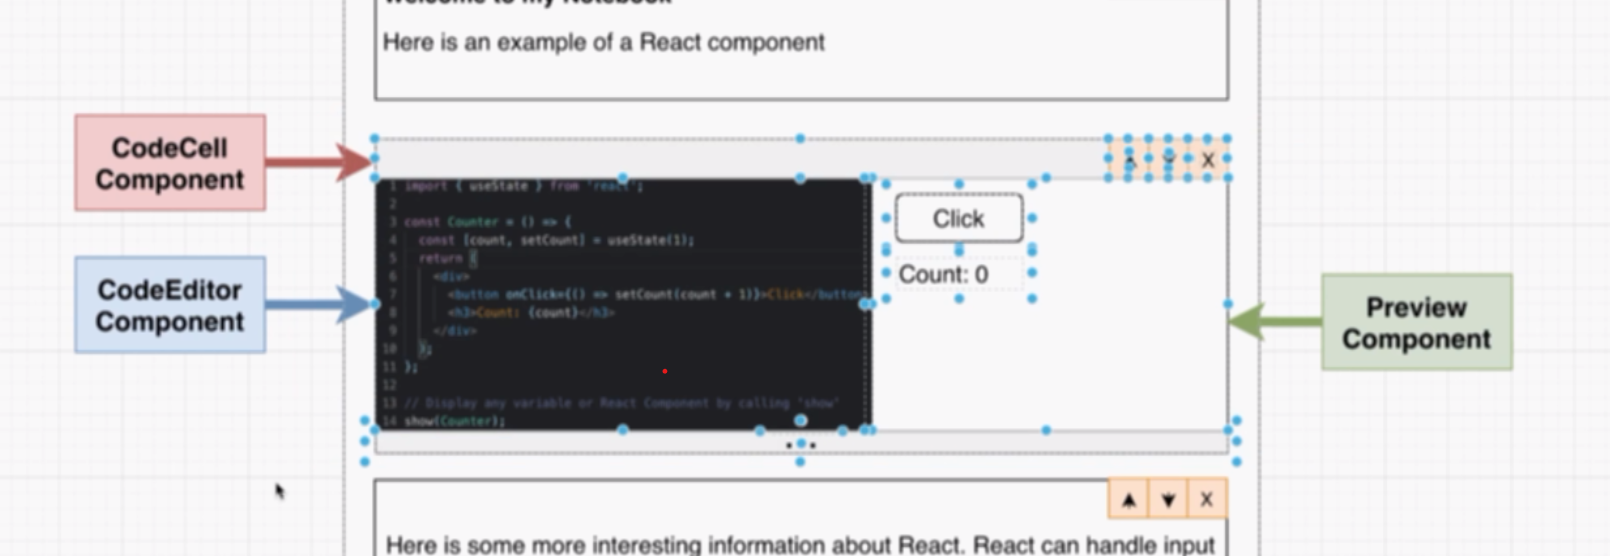 welcome to my Notebook
Here is an example of a React component
CodeCell
Component
X
1 import { useState } from 'react';
2
3 const Counter = () => {
4 const [count, setCount] = useState(1);
5 return (
6 <div>
7 <button onClick={() => setCount(count + 1)}>Click</button
8 <h3>Count: {count}</h3>
9 </div>
10 );
11 };
12
13 // Display any variable or React Component by calling 'show'
14 show(Counter);
Click
Count: 0
CodeEditor
Component
Preview
Component
X
Here is some more interesting information about React. React can handle input